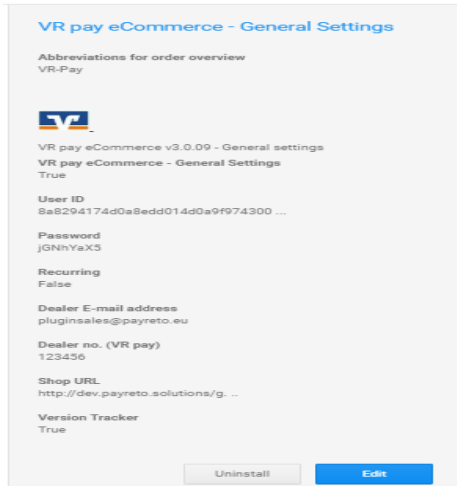 VR pay eCommerce - General Settings
Abbreviations for order overview
VR-Pay
VR pay eCommerce v3.0.09 - General settings
VR pay eCommerce - General Settings
True
User ID
8a8294174d0a8edd014d0a9f974300 ...
Password
jGNhYaX5
Recurring
False
Dealer E-mail address
pluginsales@payreto.eu
Dealer no. (VR pay)
123456
Shop URL
http://dev.payreto.solutions/g. ..
Version Tracker
True
Uninstall Edit